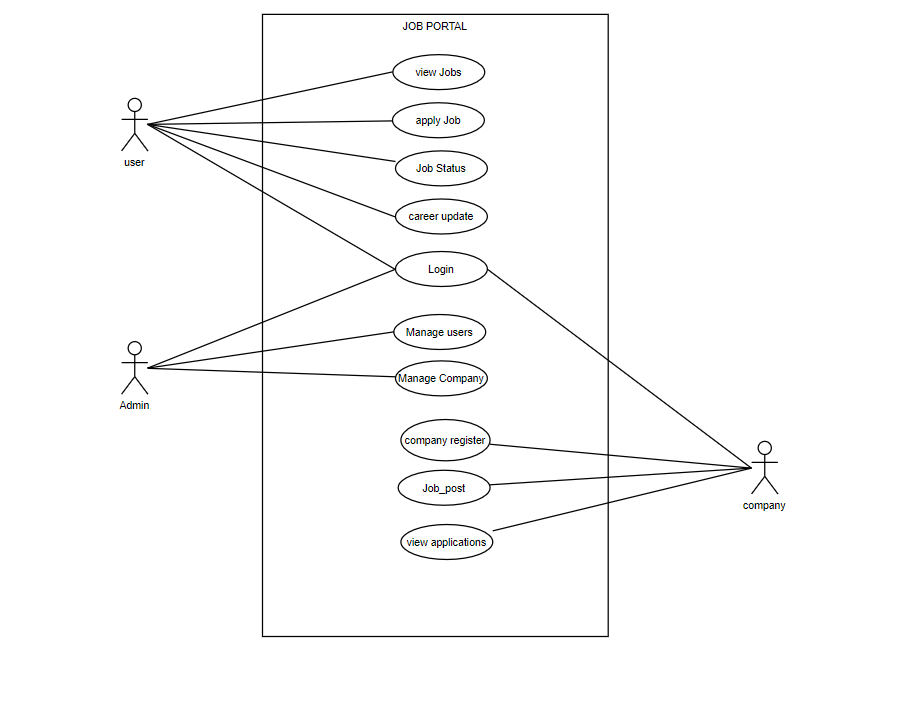 JOB PORTAL
view Jobs
apply Job
user
Job Status
career update
Login
Manage users
Manage Company
Admin
company register
Job_post
company
view applications